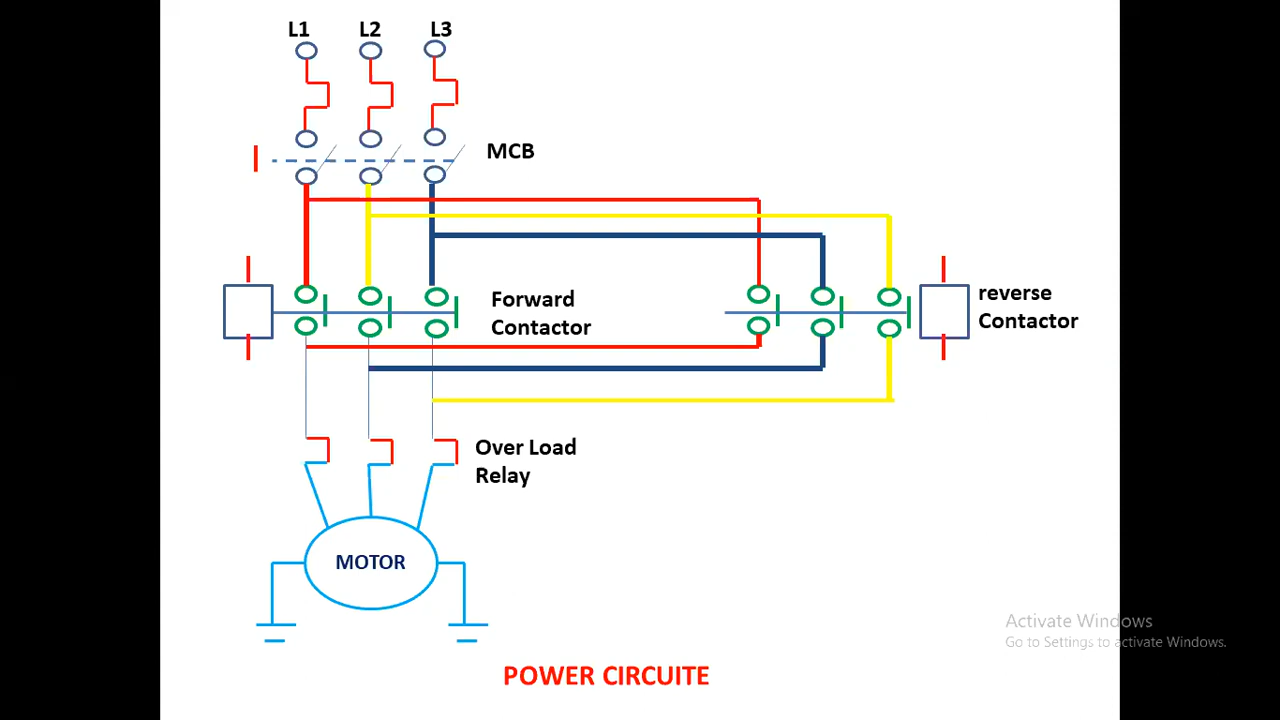 L1 L2 L3
MCB
Forward
Contactor
reverse
Contactor
Over Load
Relay
MOTOR
Activate Windows
Go to Settings to activate Windows.
POWER CIRCUITE